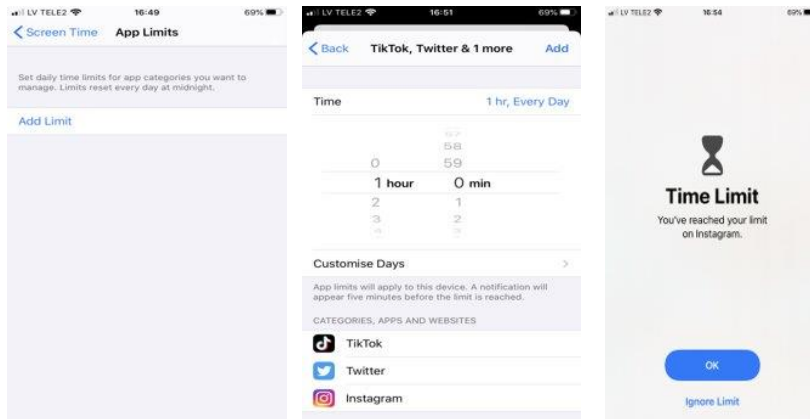 LV TELE2 16:49 69%
Screen Time App Limits
Set daily time limits for app categories you want to
manage. Limits reset every day at midnight.
Add Limit
LV TELE2 16:51 69%
Back TikTok, Twitter & 1 more Add
Time 1 hr, Every Day
57
58
0 59
1 hour 0 min
2 1
3 2
4 3
Customise Days
App limits will apply to this device. A notification will
appear five minutes before the limit is reached.
CATEGORIES, APPS AND WEBSITES
TikTok
Twitter
Instagram
LV TELE2 16:54 69%
Time Limit
You've reached your limit
on Instagram.
OK
Ignore Limit